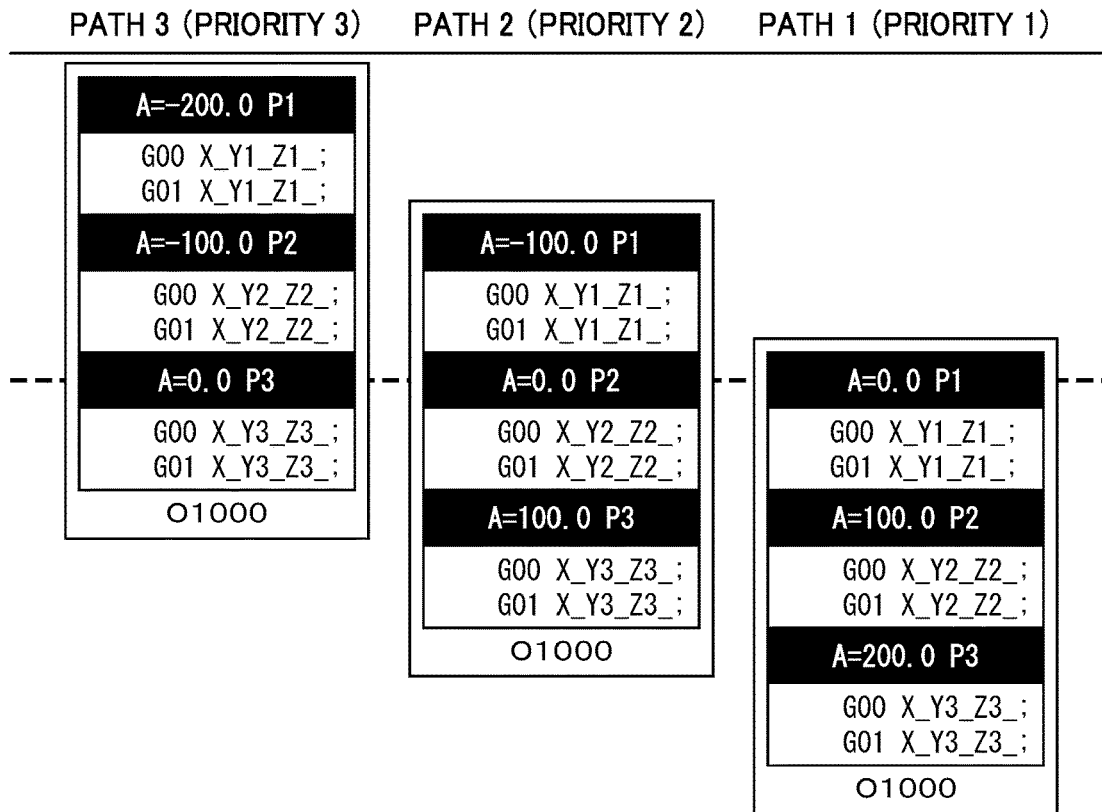 PATH 3 (PRIORITY 3)
PATH 2 (PRIORITY 2)
PATH 1 (PRIORITY 1)
A=-200.0 P1
G00 X_Y1_Z1_;
G01 X_Y1_Z1_;
A=-100.0 P2
G00 X_Y2_Z2_;
G01 X_Y2_Z2_;
A=0.0 P3
G00 X_Y3_Z3_;
G01 X_Y3_Z3_;
O1000
A=-100.0 P1
G00 X_Y1_Z1_;
G01 X_Y1_Z1_;
A=0.0 P2
G00 X_Y2_Z2_;
G01 X_Y2_Z2_;
A=100.0 P3
G00 X_Y3_Z3_;
G01 X_Y3_Z3_;
O1000
A=0.0 P1
G00 X_Y1_Z1_;
G01 X_Y1_Z1_;
A=100.0 P2
G00 X_Y2_Z2_;
G01 X_Y2_Z2_;
A=200.0 P3
G00 X_Y3_Z3_;
G01 X_Y3_Z3_;
O1000